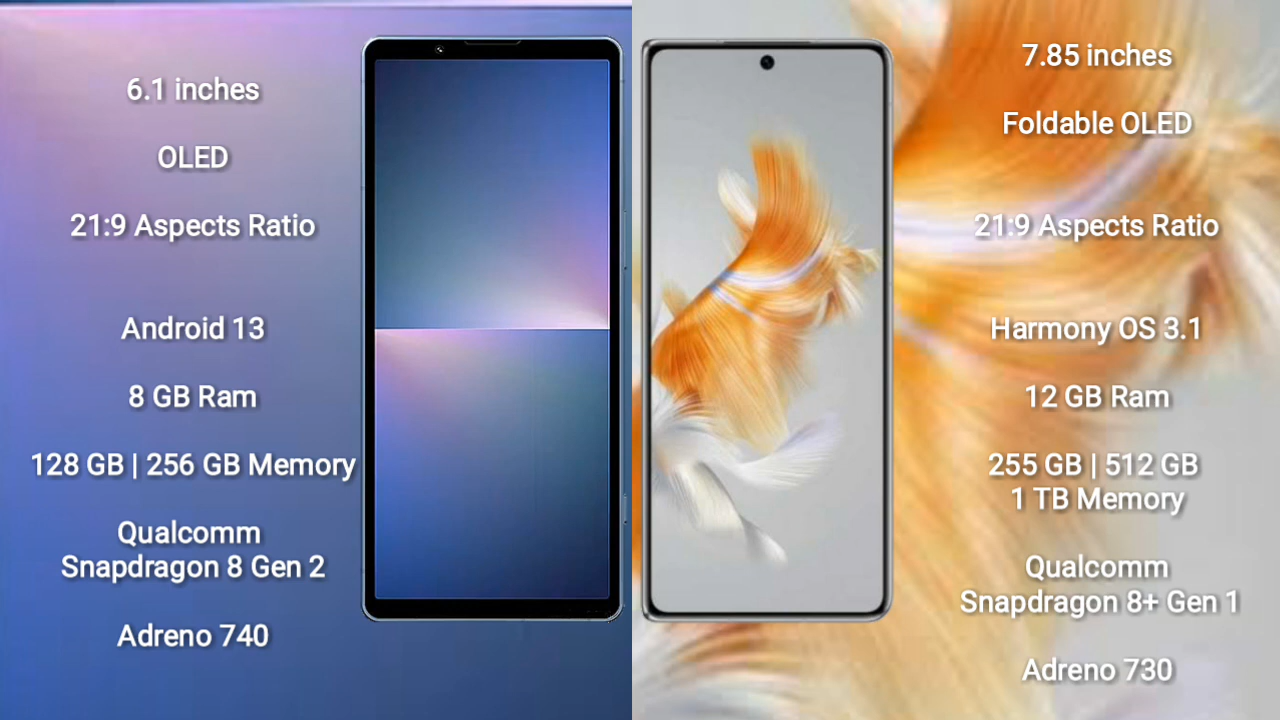 6.1 inches
OLED
21:9 Aspects Ratio
Android 13
8 GB Ram
128 GB | 256 GB Memory
Qualcomm
Snapdragon 8 Gen 2
Adreno 740
7.85 inches
Foldable OLED
21:9 Aspects Ratio
Harmony OS 3.1
12 GB Ram
255 GB | 512 GB
1 TB Memory
Qualcomm
Snapdragon 8+ Gen 1
Adreno 730